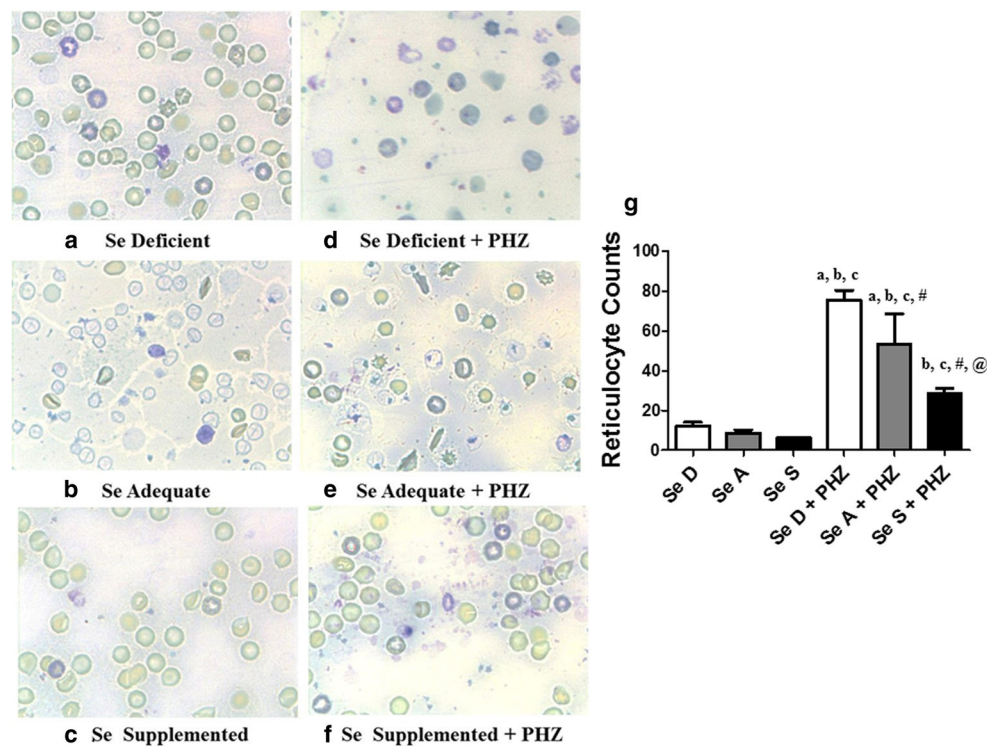 a Se Deficient
d Se Deficient + PHZ
b Se Adequate
e Se Adequate + PHZ
c Se Supplemented
f Se Supplemented + PHZ
g
Reticulocyte Counts
100
80
60
40
20
0
a, b, c
a, b, c, #
b, c, #, @
Se D
Se A
Se S
Se D + PHZ
Se A + PHZ
Se S + PHZ